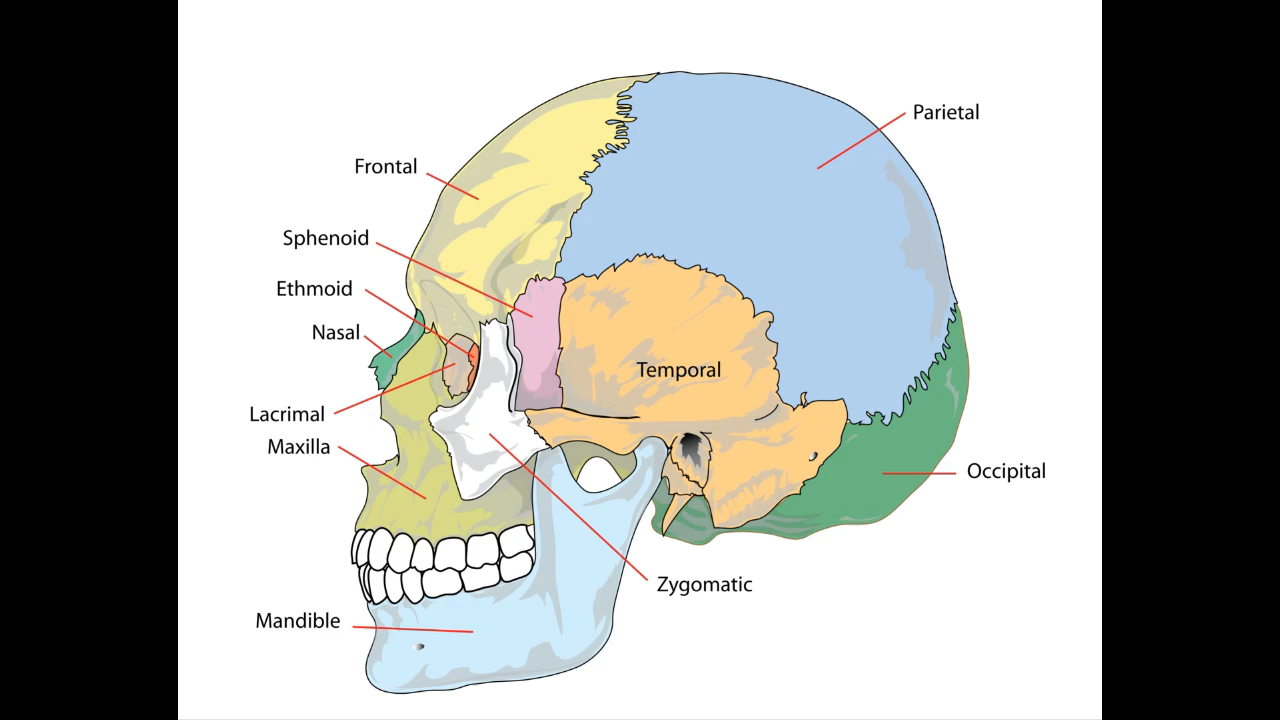 Parietal
Frontal
Sphenoid
Ethmoid
Nasal
Temporal
Lacrimal
Maxilla
Occipital
Zygomatic
Mandible